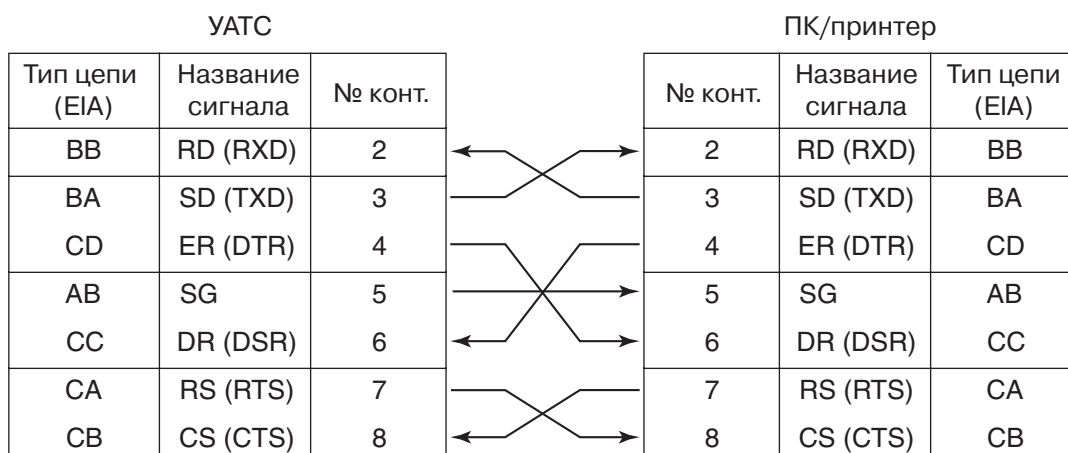 УАТС ПК/принтер
Тип цепи (EIA) Название сигнала № конт. № конт. Название сигнала Тип цепи (EIA)
BB RD (RXD) 2 2 RD (RXD) BB
BA SD (TXD) 3 3 SD (TXD) BA
CD ER (DTR) 4 4 ER (DTR) CD
AB SG 5 5 SG AB
CC DR (DSR) 6 6 DR (DSR) CC
CA RS (RTS) 7 7 RS (RTS) CA
CB CS (CTS) 8 8 CS (CTS) CB